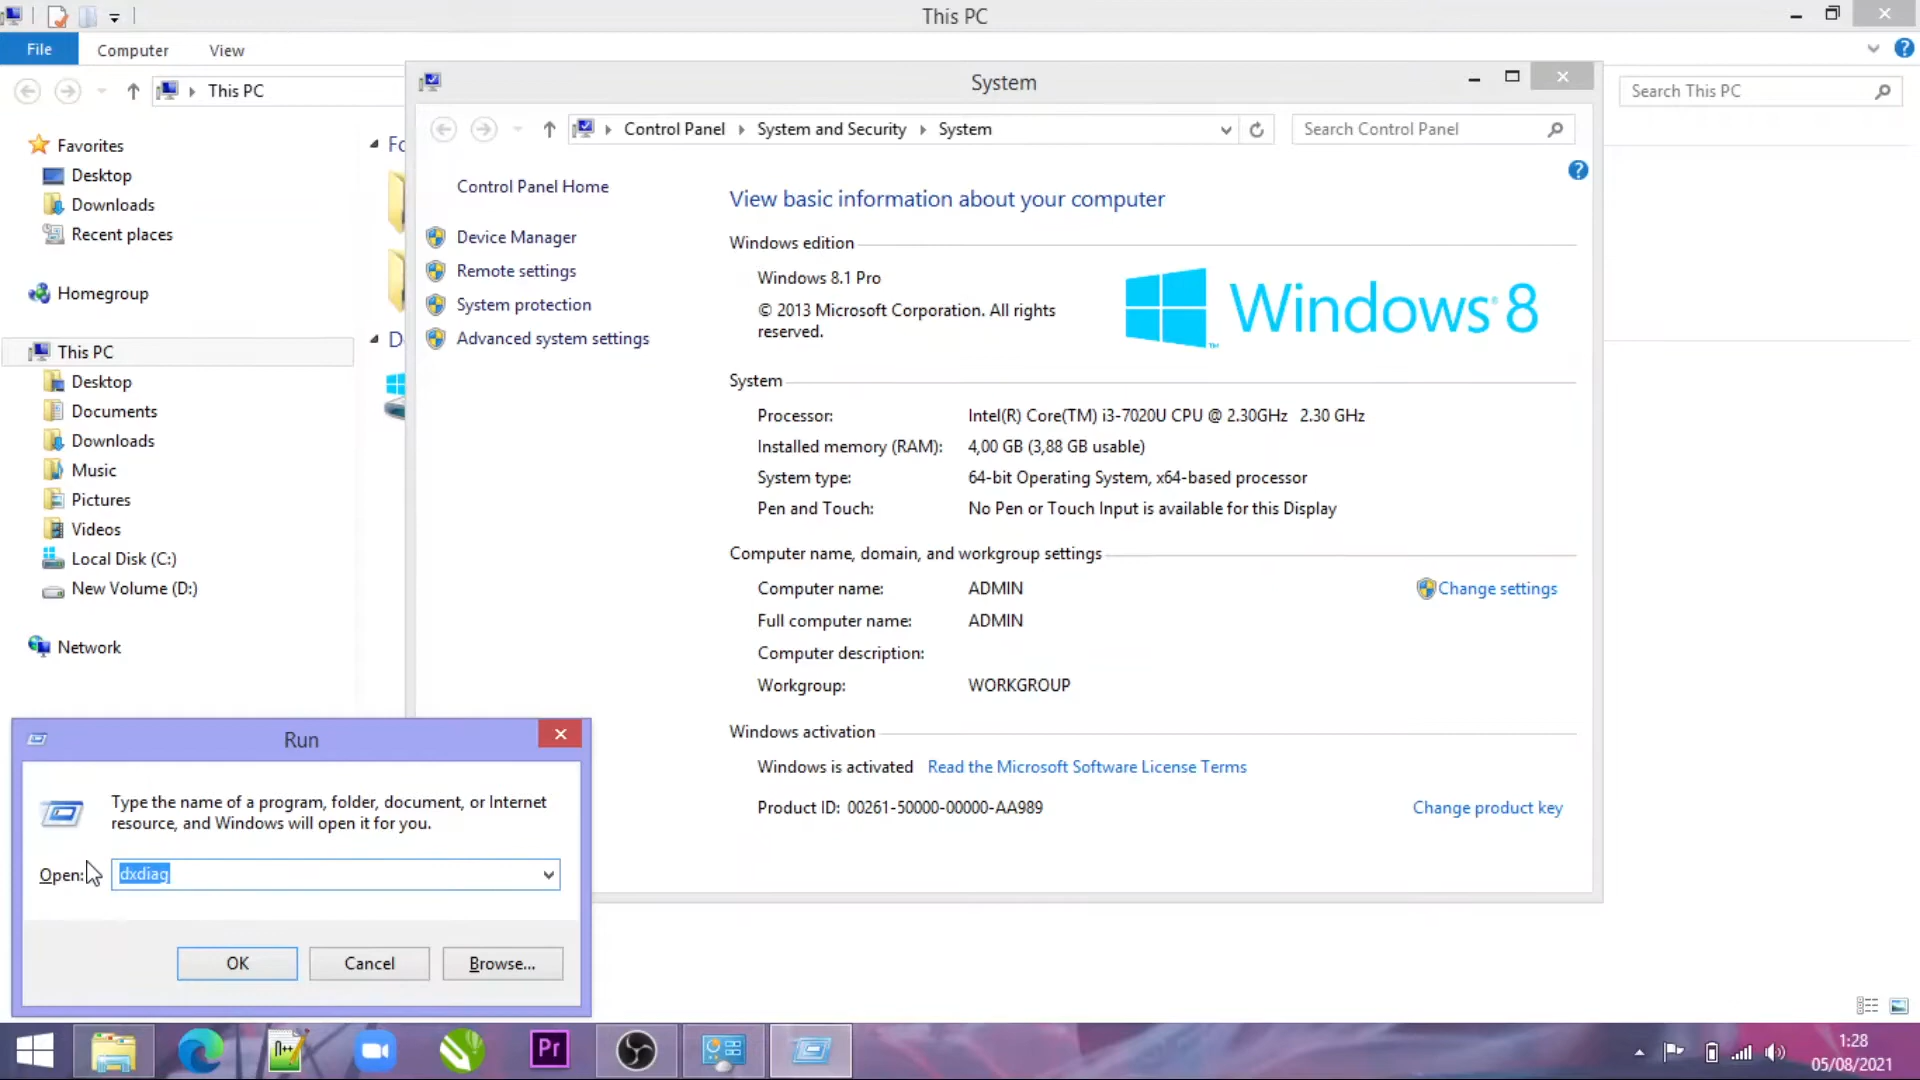 This PC
File
Computer
View
This PC
Search This PC
Favorites
Desktop
Downloads
Recent places
Homegroup
This PC
Desktop
Documents
Downloads
Music
Pictures
Videos
Local Disk (C:)
New Volume (D:)
Network
System
Control Panel
System and Security
System
Search Control Panel
Control Panel Home
Device Manager
Remote settings
System protection
Advanced system settings
View basic information about your computer
Windows edition
Windows 8.1 Pro
© 2013 Microsoft Corporation. All rights
reserved.
Windows® 8
™
System
Processor: Intel(R) Core(TM) i3-7020U CPU @ 2.30GHz 2.30 GHz
Installed memory (RAM): 4,00 GB (3,88 GB usable)
System type: 64-bit Operating System, x64-based processor
Pen and Touch: No Pen or Touch Input is available for this Display
Computer name, domain, and workgroup settings
Computer name: ADMIN
Change settings
Full computer name: ADMIN
Computer description:
Workgroup: WORKGROUP
Windows activation
Windows is activated Read the Microsoft Software License Terms
Product ID: 00261-50000-00000-AA989
Change product key
Run
Type the name of a program, folder, document, or Internet
resource, and Windows will open it for you.
Open: dxdiag
OK
Cancel
Browse...
Pr
1:28
05/08/2021